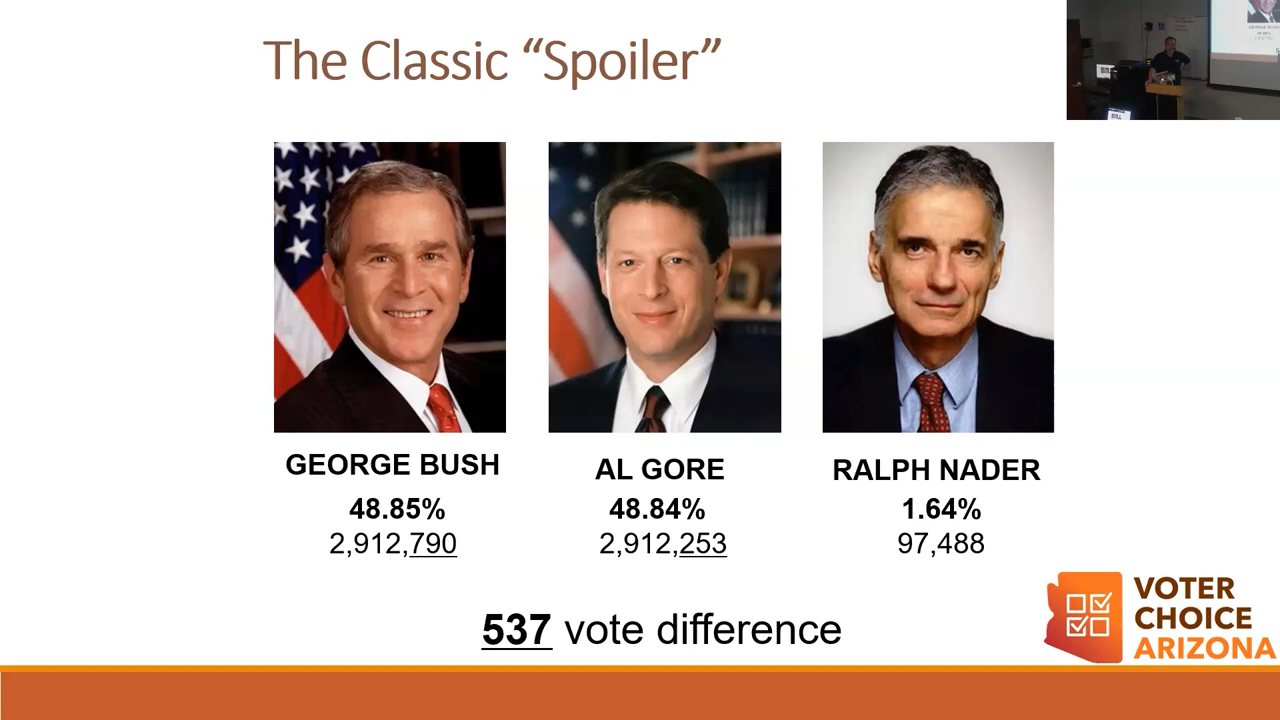 The Classic “Spoiler”
GEORGE BUSH
48.85%
2,912,790
AL GORE
48.84%
2,912,253
RALPH NADER
1.64%
97,488
537 vote difference
VOTER
CHOICE
ARIZONA